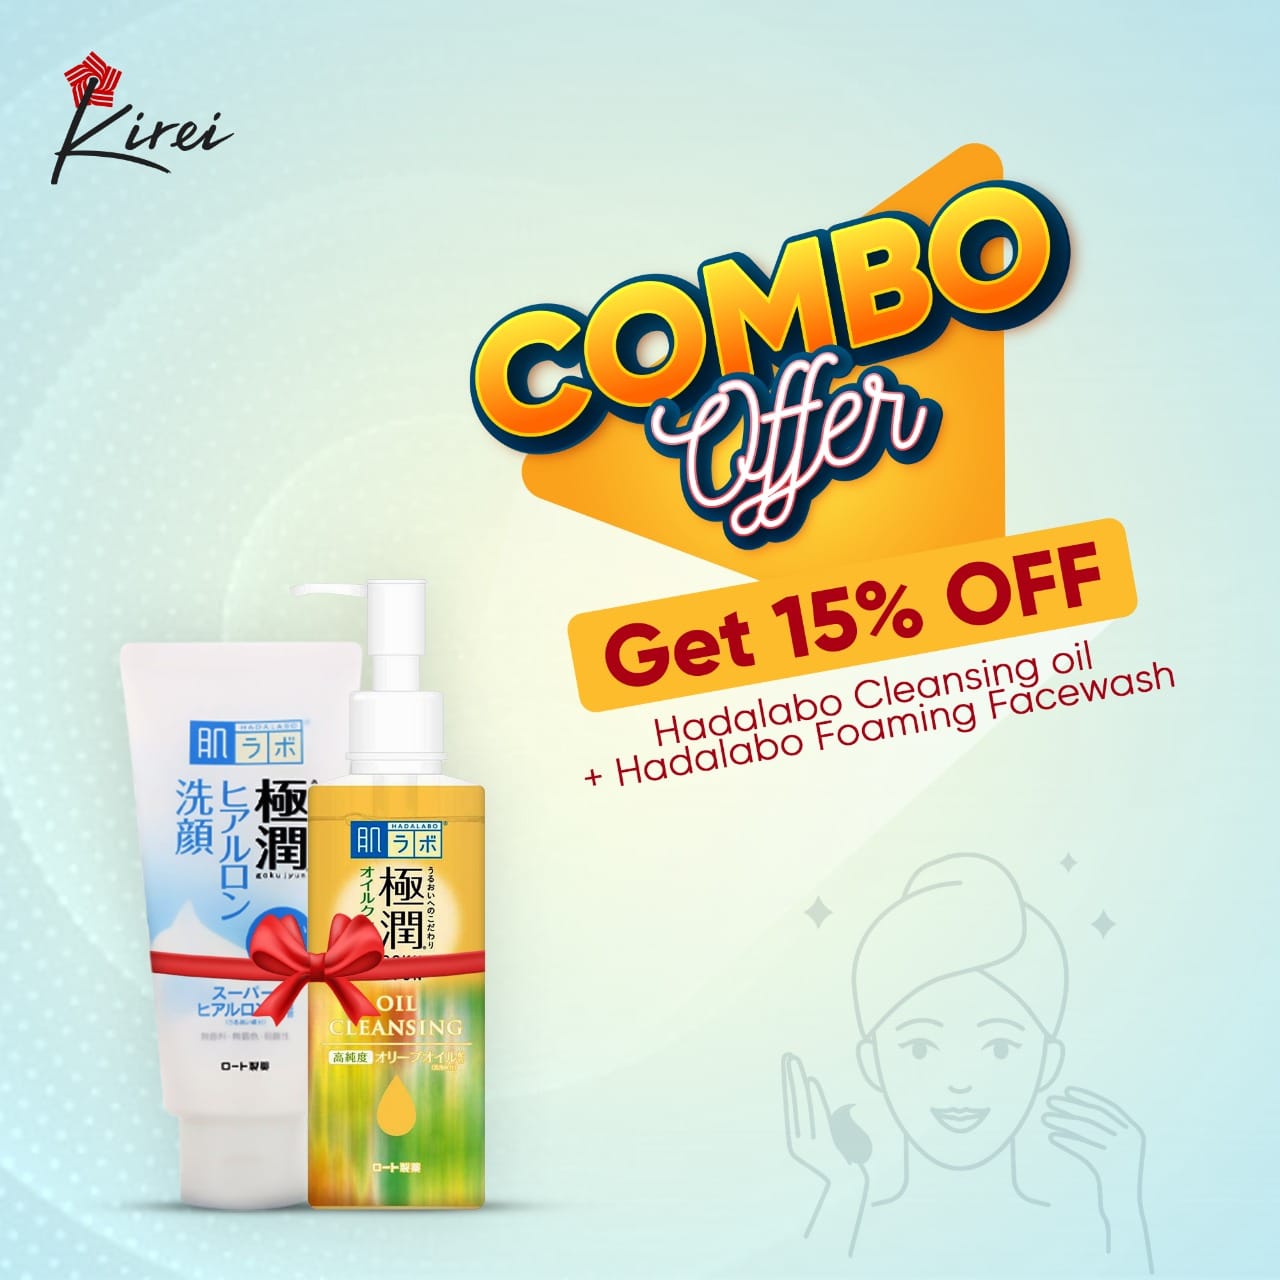 Kirei
COMBO
Offer
Get 15% OFF
Hadalabo Cleansing oil
+ Hadalabo Foaming Facewash
HADALABO
肌ラボ
極潤
ヒアルロン
洗顔
スーパー
ヒアルロン
ロート製薬
HADALABO
肌ラボ
うるおいへのこだわり
極潤
オイルク
OIL
CLEANSING
高純度 オリーブオイル
ロート製薬